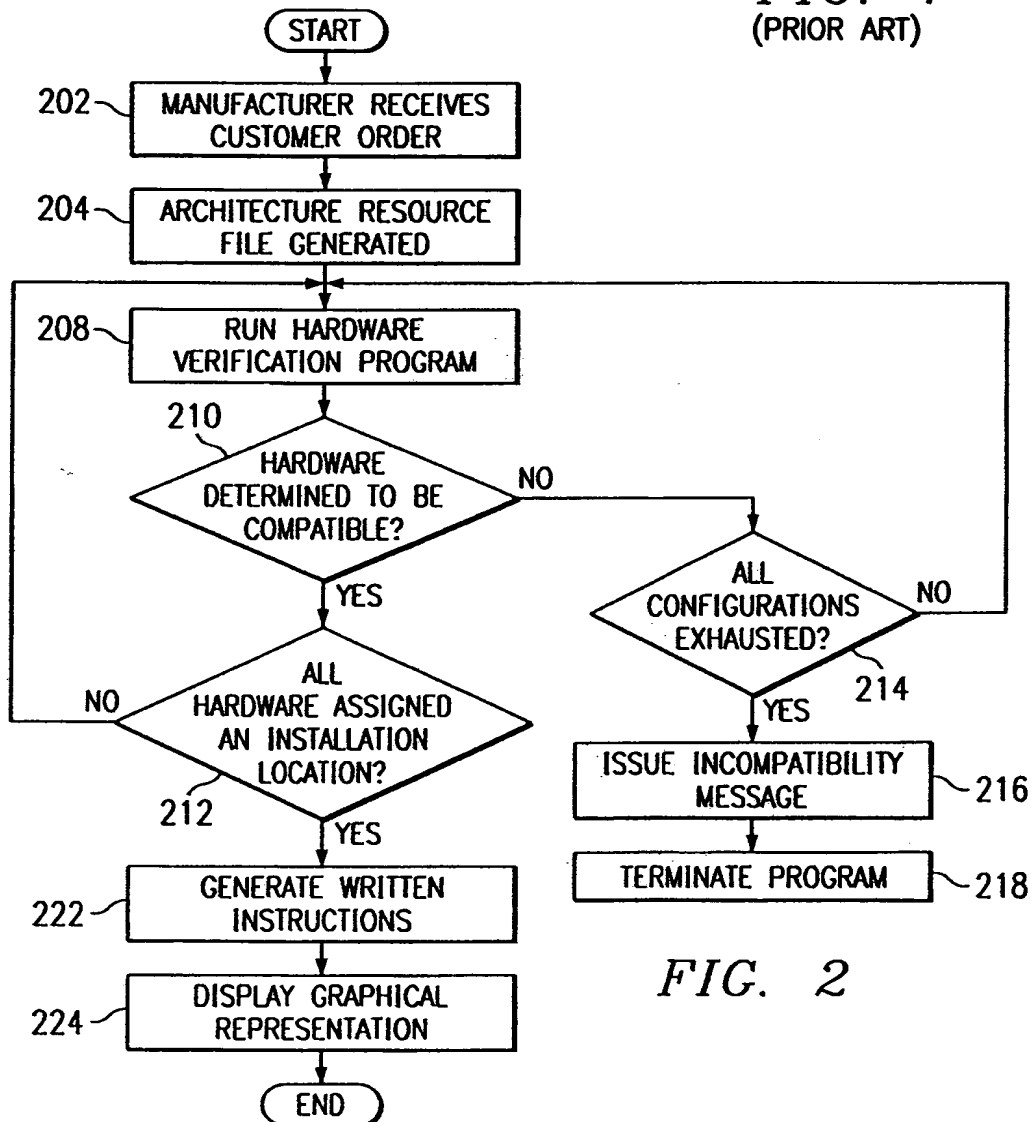 START
(PRIOR ART)
202
MANUFACTURER RECEIVES
CUSTOMER ORDER
204
ARCHITECTURE RESOURCE
FILE GENERATED
208
RUN HARDWARE
VERIFICATION PROGRAM
210
HARDWARE
DETERMINED TO BE
COMPATIBLE?
NO
YES
ALL
CONFIGURATIONS
EXHAUSTED?
NO
214
YES
ALL
HARDWARE ASSIGNED
AN INSTALLATION
LOCATION?
NO
212
YES
ISSUE INCOMPATIBILITY
MESSAGE
216
TERMINATE PROGRAM
218
222
GENERATE WRITTEN
INSTRUCTIONS
224
DISPLAY GRAPHICAL
REPRESENTATION
END
FIG. 2